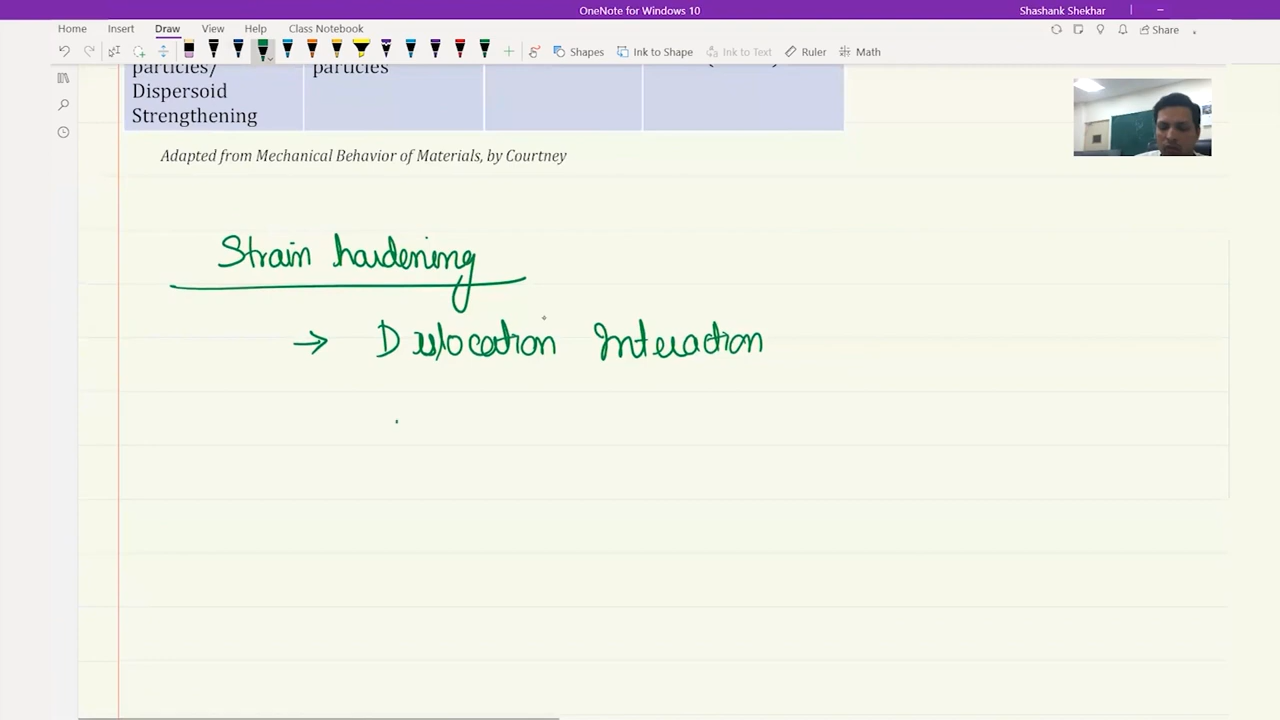 OneNote for Windows 10
Shashank Shekhar
Home Insert Draw View Help Class Notebook
Share
Shapes Ink to Shape Ink to Text Ruler Math
particles/
Dispersoid
Strengthening
particles
Adapted from Mechanical Behavior of Materials, by Courtney
Strain hardening
→ Dislocation Interaction